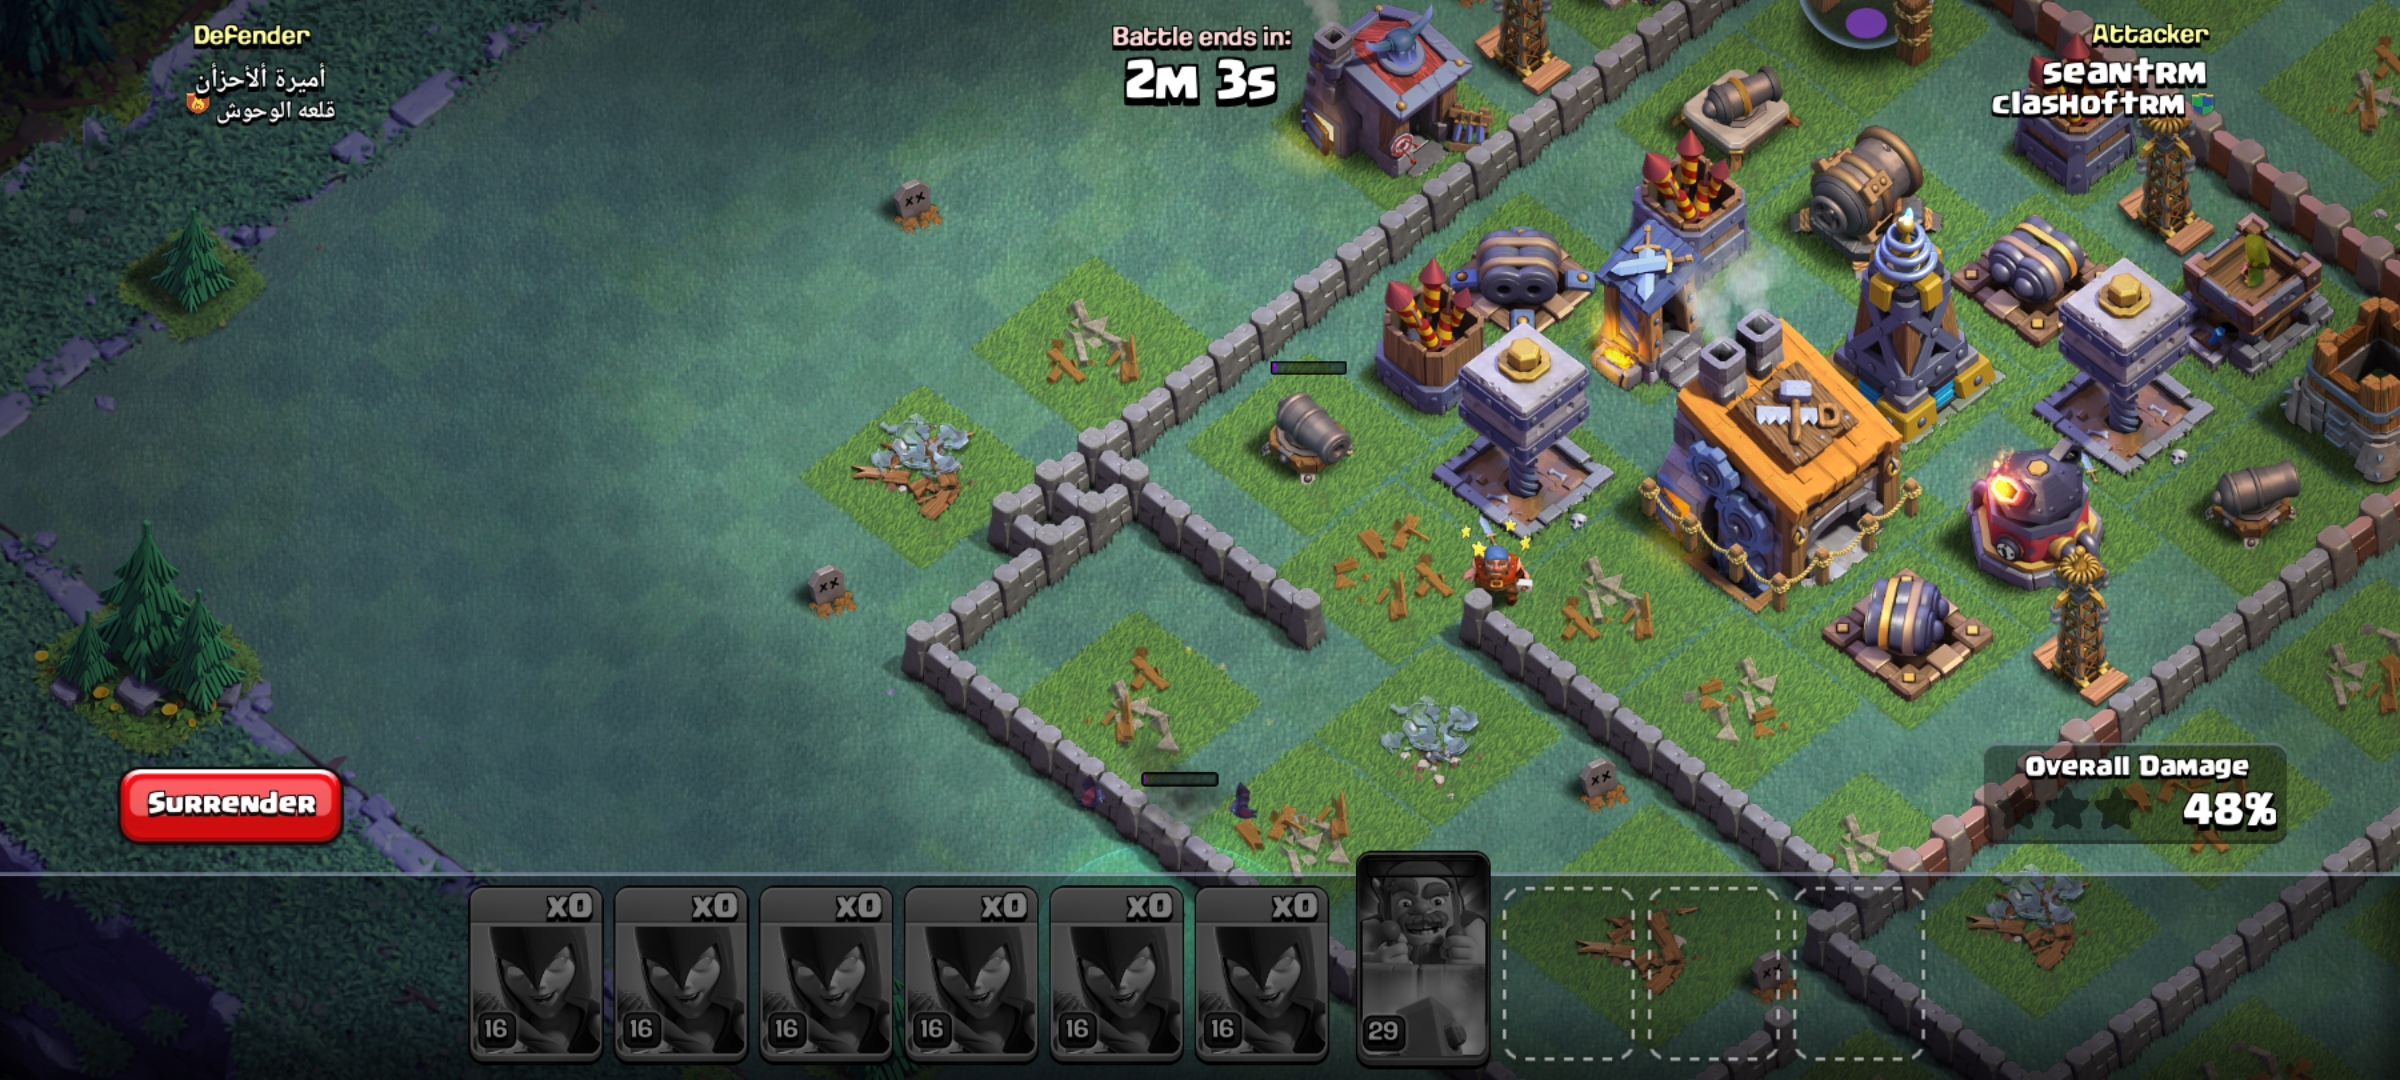 Defender
أميرة ألأحزأن
قلعه الوحوش
Battle ends in:
2M 3s
Attacker
seantRM
clashoftRM
Surrender
Overall Damage
48%
x0 x0 x0 x0 x0 x0
16 16 16 16 16 16 29